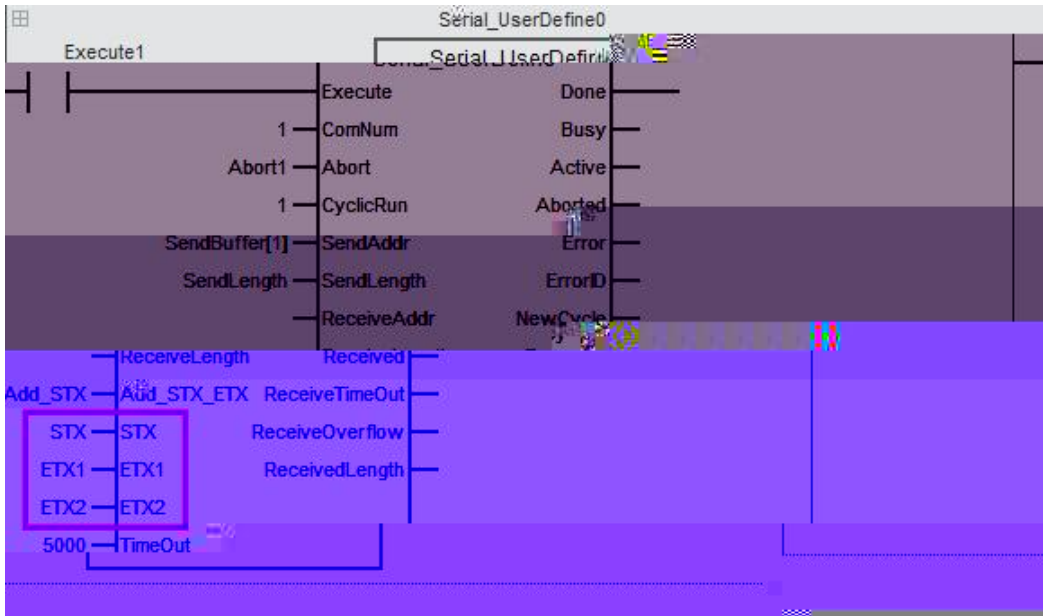 Serial_UserDefine0
Execute1
Execute Done
1 ComNum Busy
Abort1 Abort Active
1 CyclicRun Aborted
SendBuffer[1] SendAddr Error
SendLength SendLength ErrorID
ReceiveAddr NewCycle
ReceiveLength Received
Add_STX Add_STX_ETX ReceiveTimeOut
STX STX ReceiveOverflow
ETX1 ETX1 ReceivedLength
ETX2 ETX2
5000 TimeOut